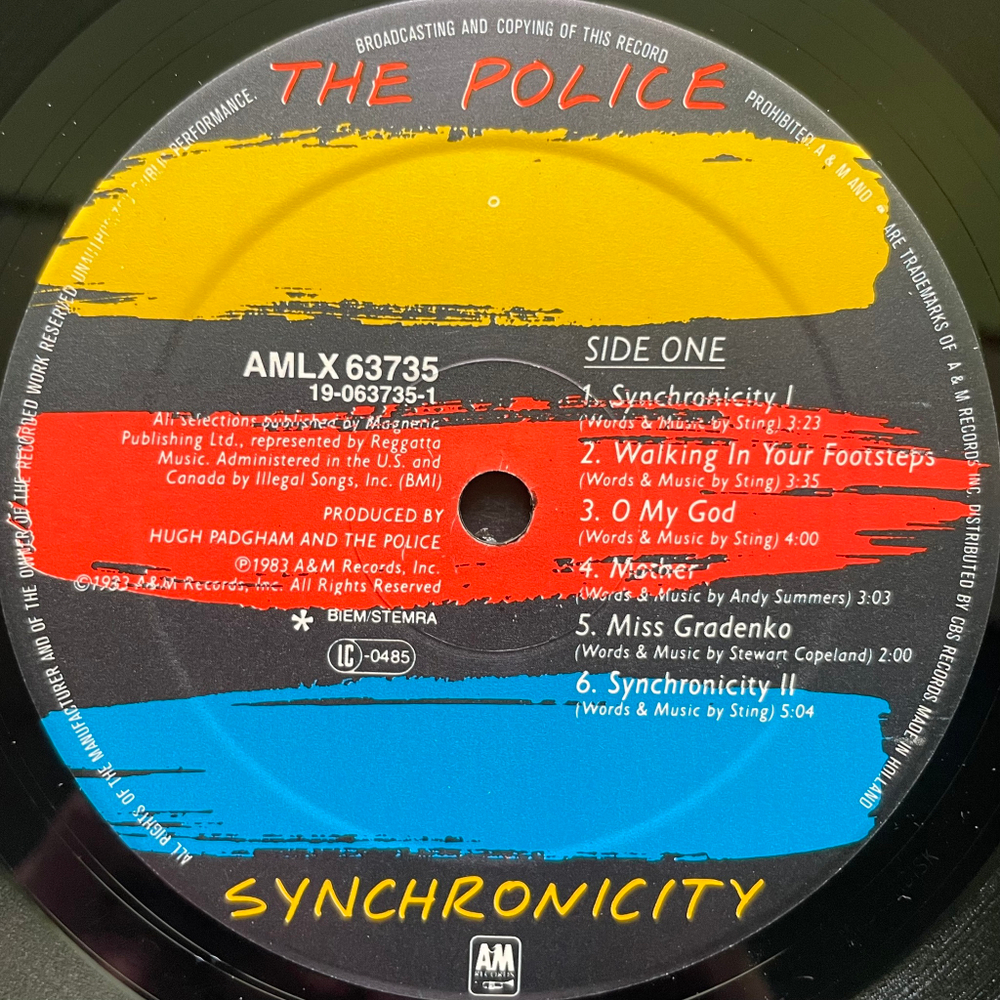 BROADCASTING AND COPYING OF THIS RECORD
PROHIBITED. A & M AND
ARE TRADEMARKS OF A & M RECORDS INC. DISTRIBUTED BY CBS RECORDS MADE IN HOLLAND
ALL RIGHTS OF THE MANUFACTURER AND OF THE OWNER OF THE RECORDED WORK RESERVED
PERFORMANCE.
THE POLICE
AMLX 63735
19-063735-1
All selections published by Magnetic
Publishing Ltd., represented by Reggatta
Music. Administered in the U.S. and
Canada by Illegal Songs, Inc. (BMI)
PRODUCED BY
HUGH PADGHAM AND THE POLICE
℗1983 A&M Records, Inc.
©1983 A&M Records, Inc. All Rights Reserved
* BIEM/STEMRA
LC-0485
SIDE ONE
1. Synchronicity I
(Words & Music by Sting) 3:23
2. Walking In Your Footsteps
(Words & Music by Sting) 3:35
3. O My God
(Words & Music by Sting) 4:00
4. Mother
(Words & Music by Andy Summers) 3:03
5. Miss Gradenko
(Words & Music by Stewart Copeland) 2:00
6. Synchronicity II
(Words & Music by Sting) 5:04
SYNCHRONICITY
A&M
RECORDS